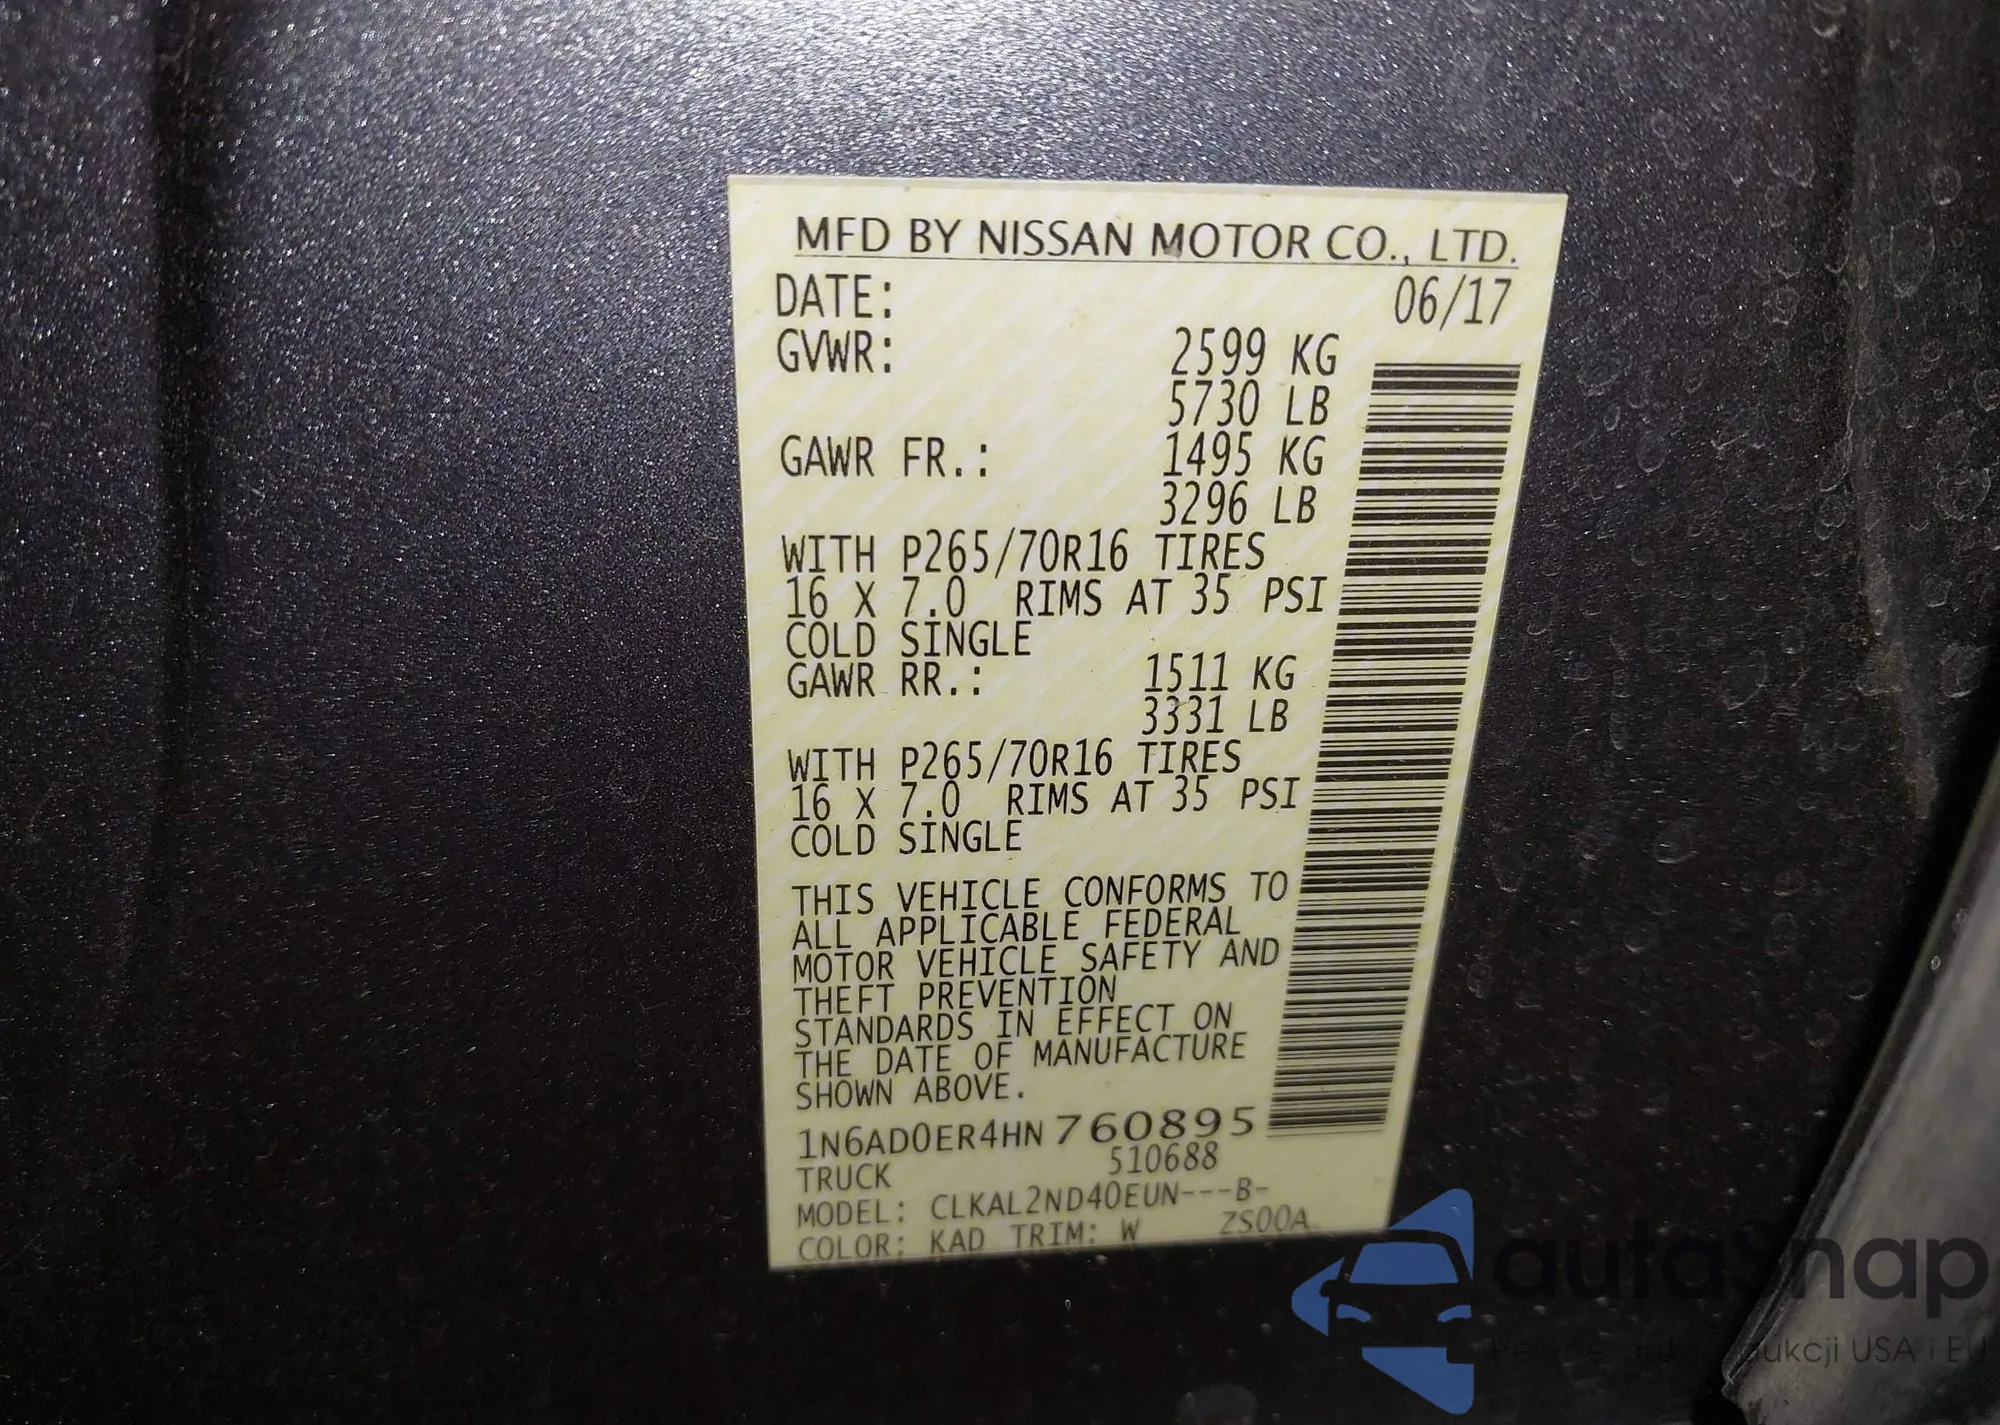 MFD BY NISSAN MOTOR CO., LTD.
DATE: 06/17
GVWR: 2599 KG
5730 LB
GAWR FR.: 1495 KG
3296 LB
WITH P265/70R16 TIRES
16 X 7.0 RIMS AT 35 PSI
COLD SINGLE
GAWR RR.: 1511 KG
3331 LB
WITH P265/70R16 TIRES
16 X 7.0 RIMS AT 35 PSI
COLD SINGLE
THIS VEHICLE CONFORMS TO
ALL APPLICABLE FEDERAL
MOTOR VEHICLE SAFETY AND
THEFT PREVENTION
STANDARDS IN EFFECT ON
THE DATE OF MANUFACTURE
SHOWN ABOVE.
1N6AD0ER4HN760895
TRUCK 510688
MODEL: CLKAL2ND40EUN---B-
COLOR: KAD TRIM: W ZS00A
autaSnap
USA i EU